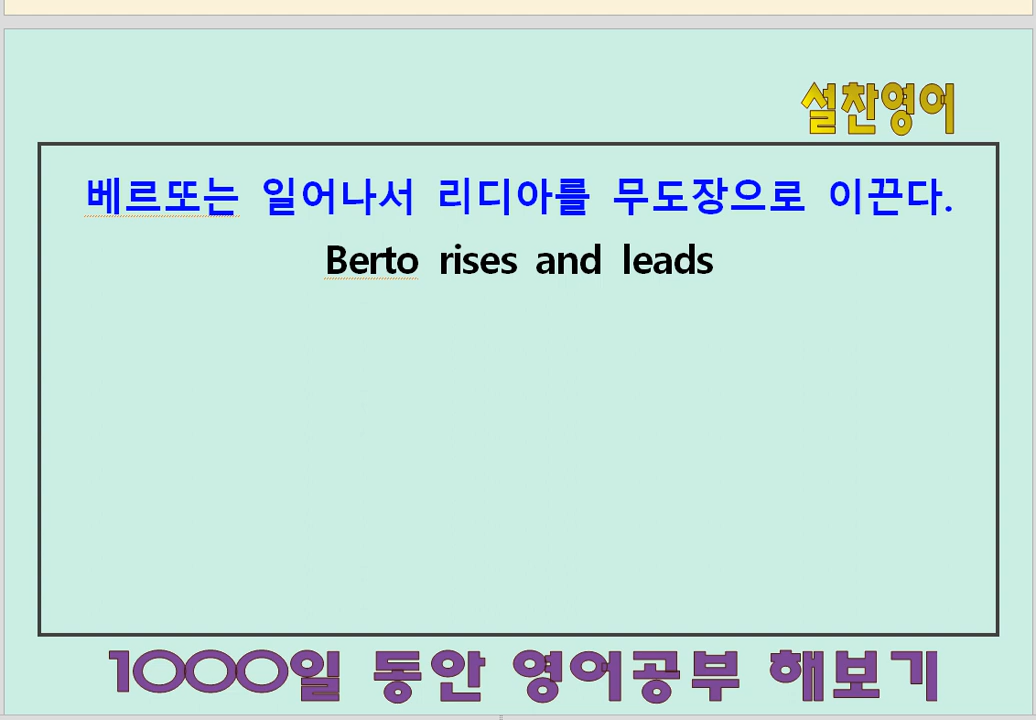 설찬영어
베르또는 일어나서 리디아를 무도장으로 이끈다.
Berto rises and leads
1000일 동안 영어공부 해보기